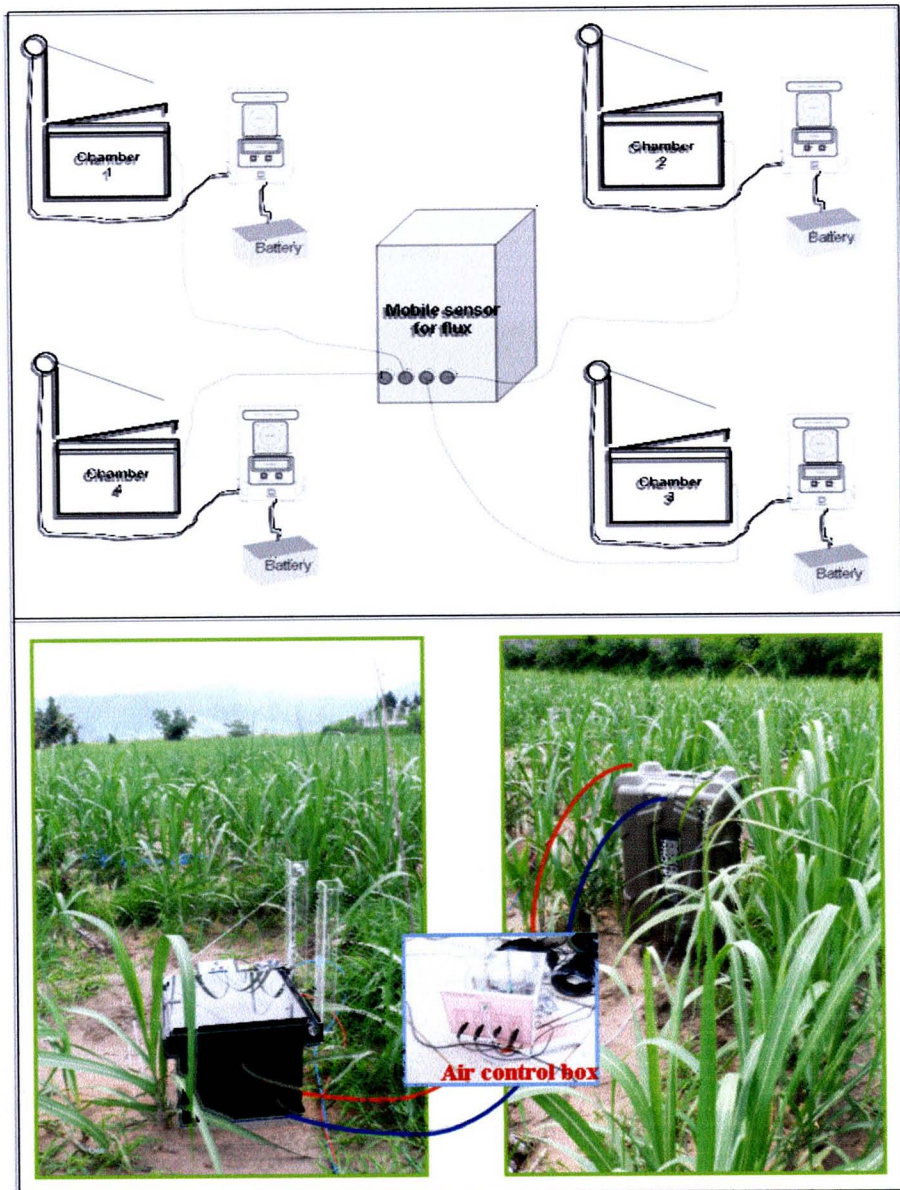 Chamber
1
Battery
Chamber
2
Battery
Mobile sensor
for flux
Chamber
4
Battery
Chamber
3
Battery
Air control box